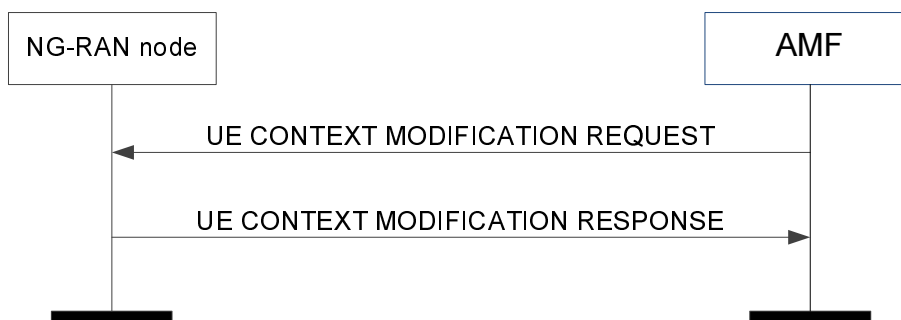 NG-RAN node
AMF
UE CONTEXT MODIFICATION REQUEST
UE CONTEXT MODIFICATION RESPONSE